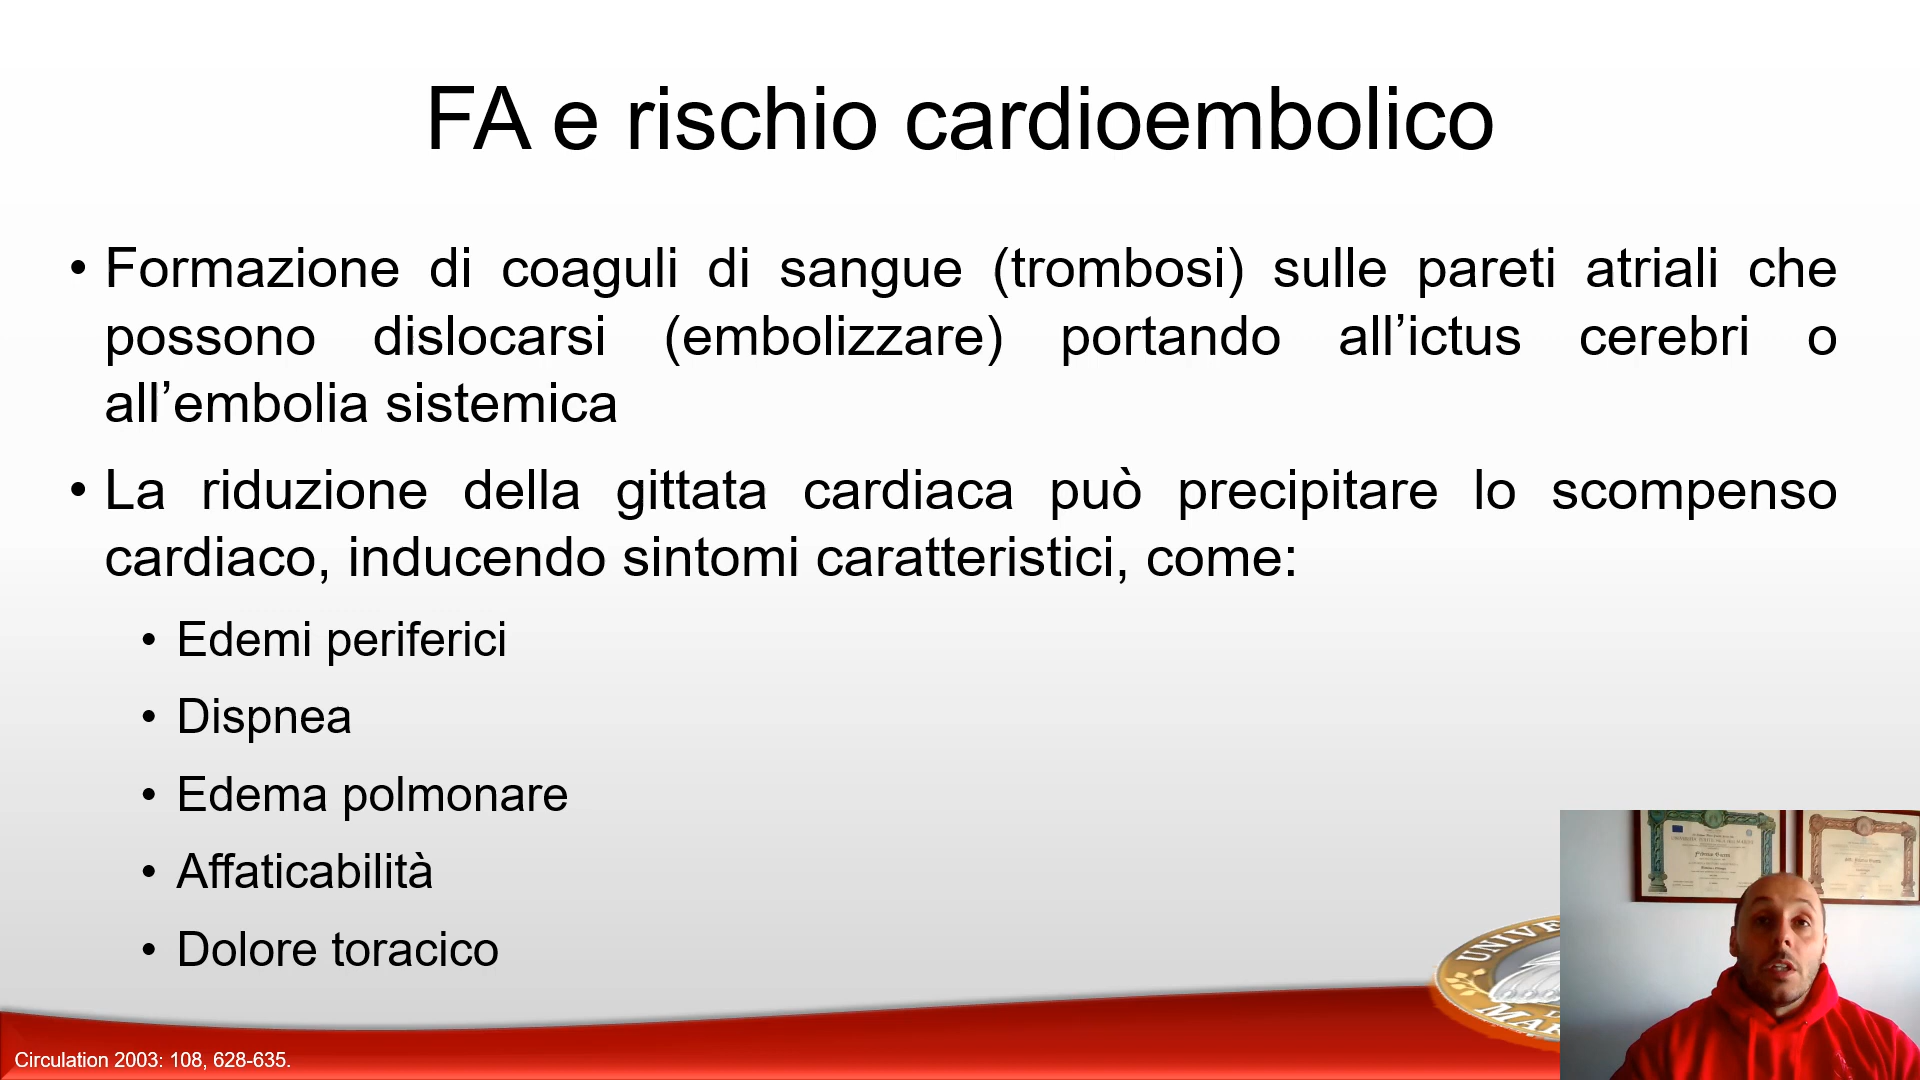 FA e rischio cardioembolico
• Formazione di coaguli di sangue (trombosi) sulle pareti atriali che
possono dislocarsi (embolizzare) portando all’ictus cerebri o
all’embolia sistemica
• La riduzione della gittata cardiaca può precipitare lo scompenso
cardiaco, inducendo sintomi caratteristici, come:
• Edemi periferici
• Dispnea
• Edema polmonare
• Affaticabilità
• Dolore toracico
Circulation 2003: 108, 628-635.